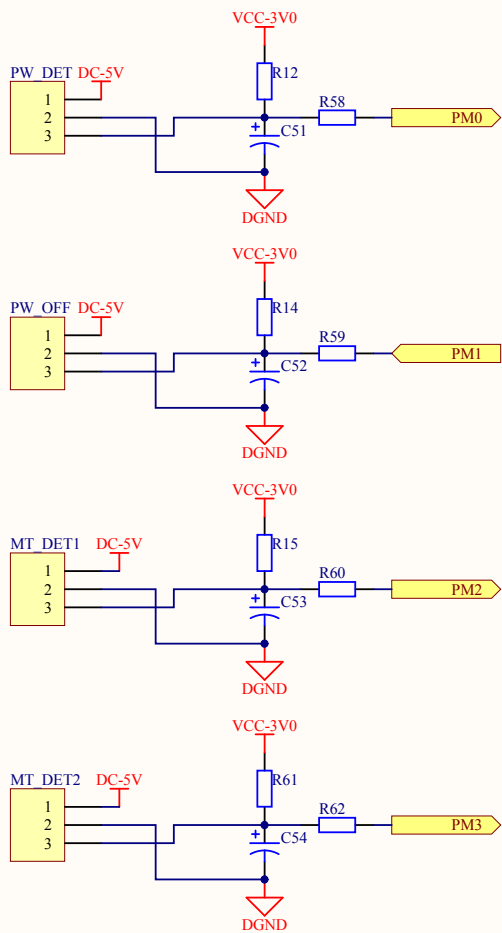 VCC-3V0
PW_DET DC-5V
R12
1
R58
2
PM0
3
+ C51
DGND
VCC-3V0
PW_OFF DC-5V
R14
1
R59
2
PM1
3
+ C52
DGND
VCC-3V0
MT_DET1 DC-5V
R15
1
R60
2
PM2
3
+ C53
DGND
VCC-3V0
MT_DET2 DC-5V
R61
1
R62
2
PM3
3
+ C54
DGND